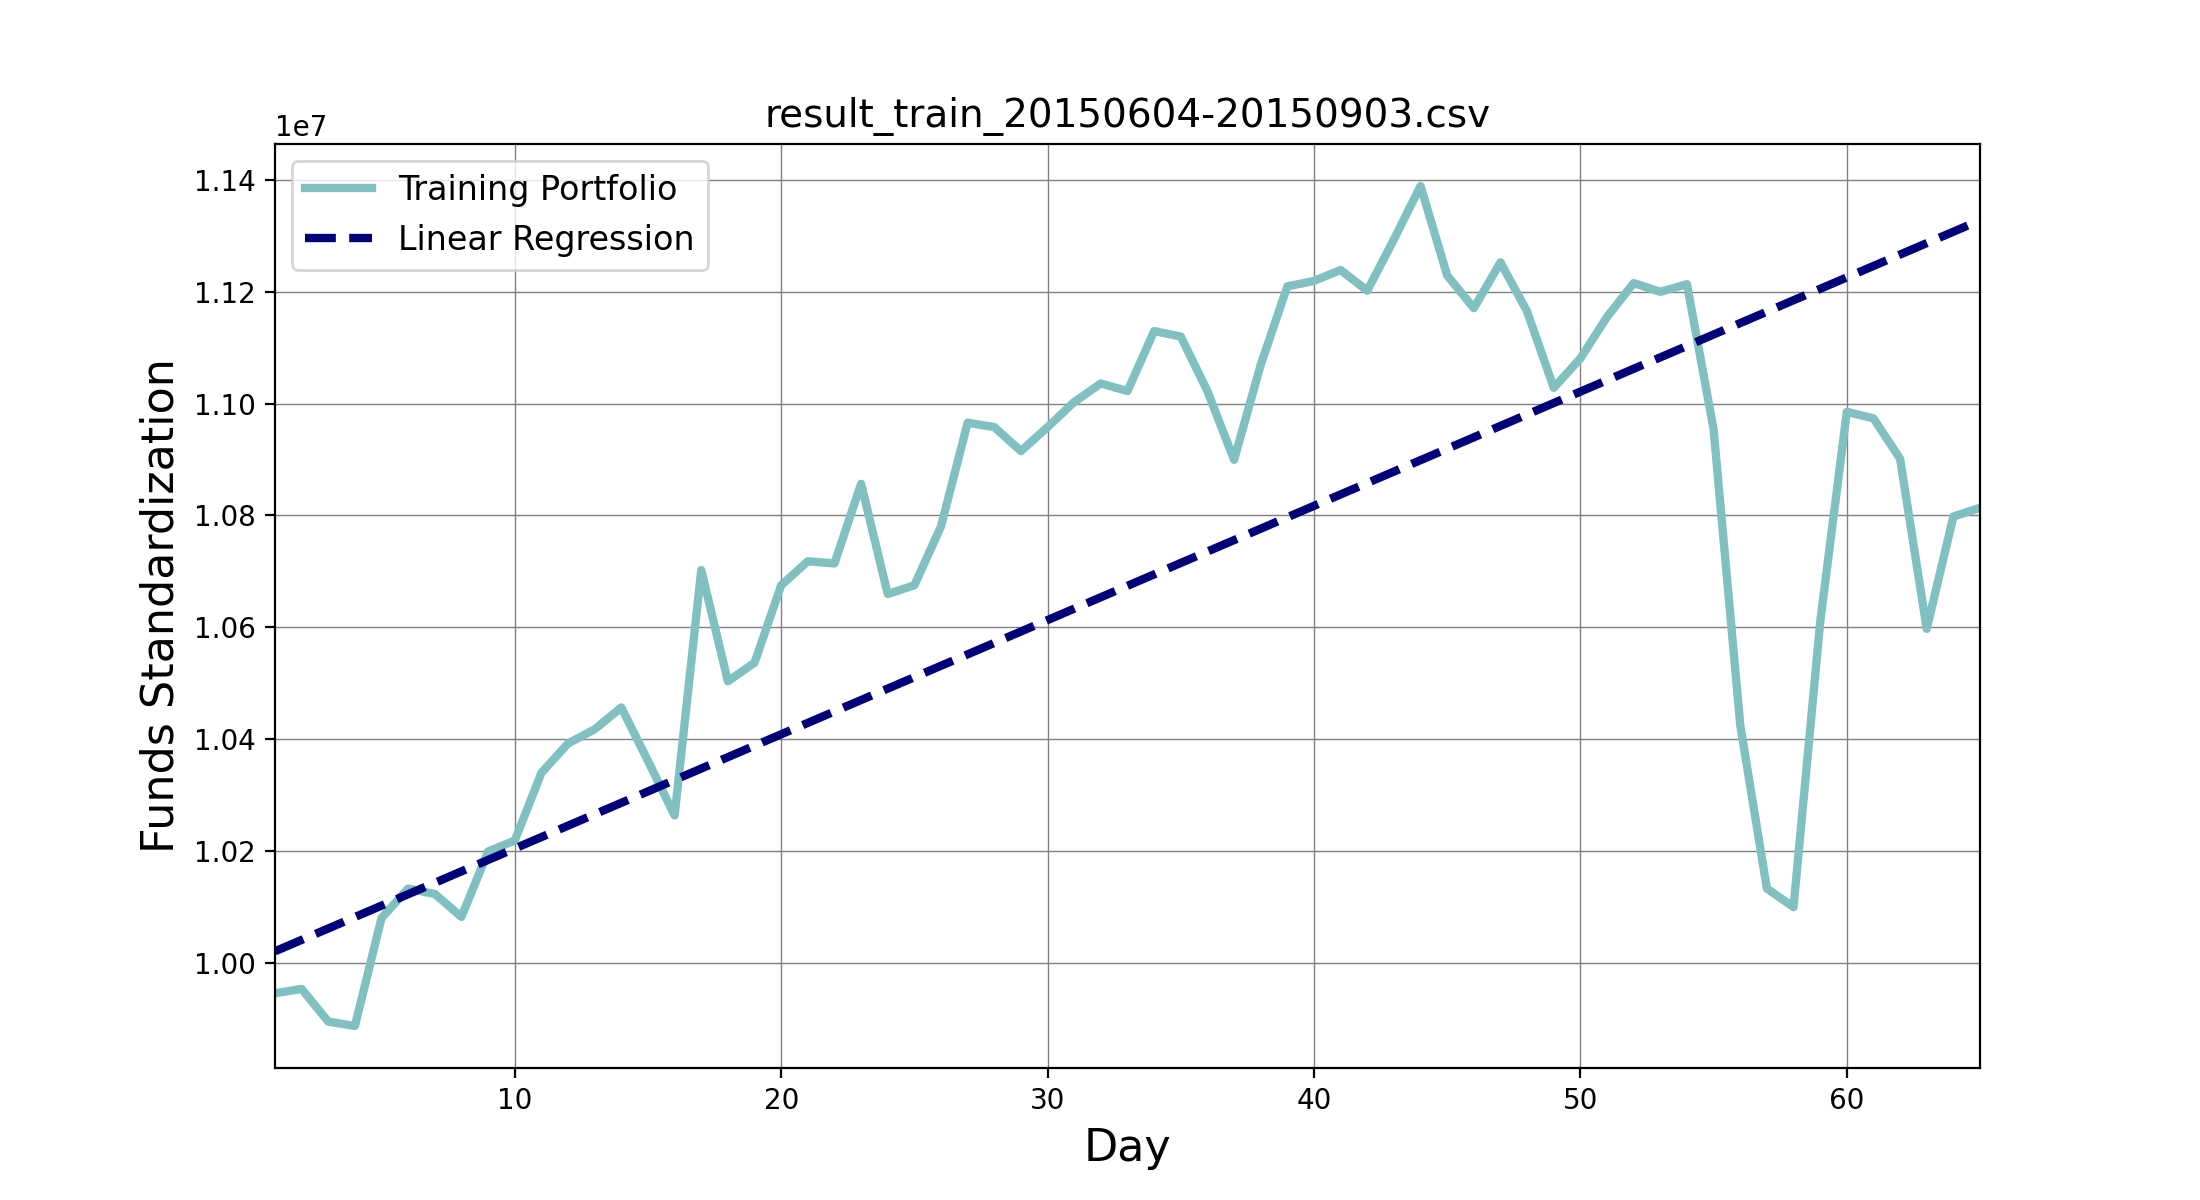 result_train_20150604-20150903.csv
1e7
Training Portfolio
Linear Regression
1.14
1.12
1.10
1.08
1.06
1.04
1.02
1.00
Funds Standardization
10 20 30 40 50 60
Day